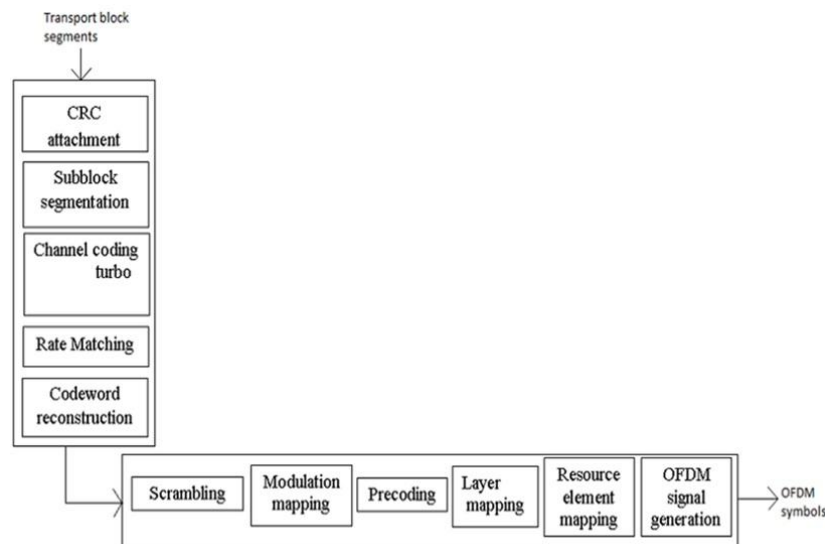 Transport block
segments
CRC
attachment
Subblock
segmentation
Channel coding
turbo
Rate Matching
Codeword
reconstruction
Scrambling
Modulation
mapping
Precoding
Layer
mapping
Resource
element
mapping
OFDM
signal
generation
OFDM
symbols